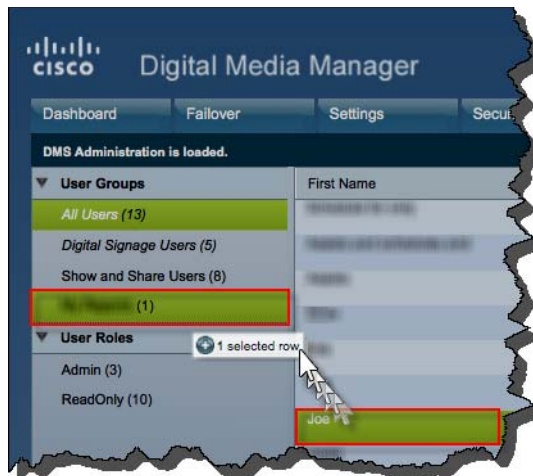 CISCO Digital Media Manager
Dashboard Failover Settings
DMS Administration is loaded.
User Groups First Name
All Users (13)
Digital Signage Users (5)
Show and Share Users (8)
(1)
User Roles
1 selected row
Admin (3)
ReadOnly (10)
Joe